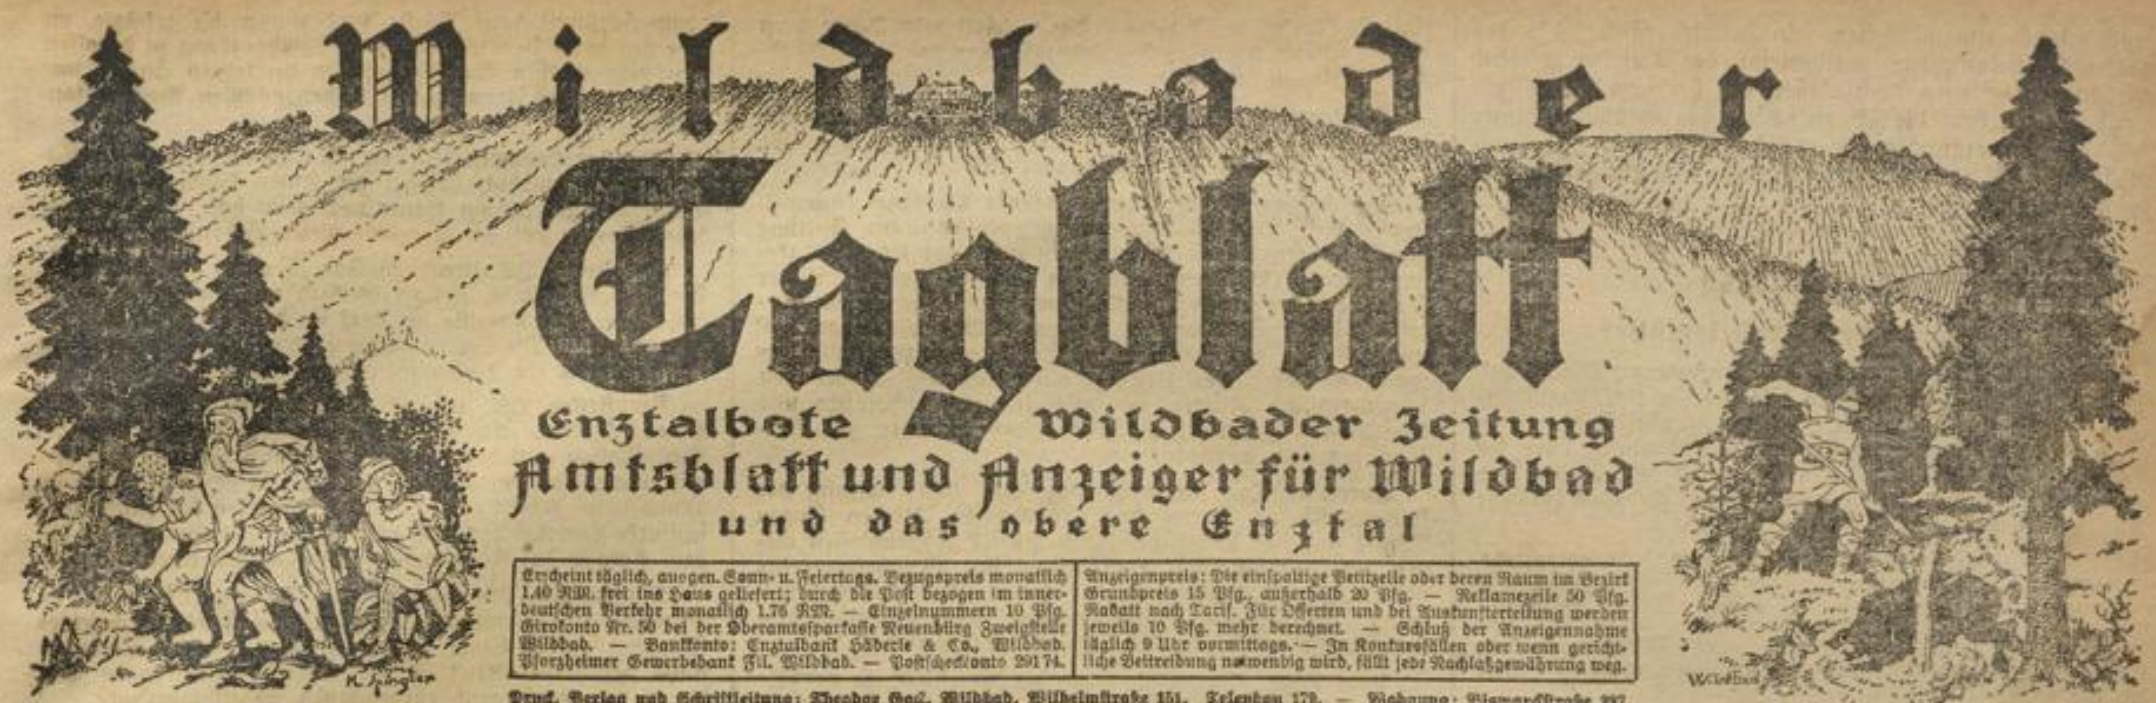 Wildbader
Tagblatt
Enztalbote Wildbader Zeitung
Amtsblatt und Anzeiger für Wildbad
und das obere Enztal
Erscheint täglich, ausgen. Sonn- u. Feiertags. Bezugspreis monatlich
1.40 RM. frei ins Haus geliefert; durch die Post bezogen im inner-
deutschen Verkehr monatlich 1.76 RM. — Einzelnummern 10 Pfg.
Girokonto Nr. 50 bei der Oberamtssparkasse Neuenbürg Zweigstelle
Wildbad. — Bankkonto: Enztalbank Häberle & Co., Wildbad.
Pforzheimer Gewerbebank Fil. Wildbad. — Postscheckkonto 29174.
Anzeigenpreis: Die einspaltige Petitzeile oder deren Raum im Bezirk
Grundpreis 15 Pfg., außerhalb 20 Pfg. — Reklamezeile 50 Pfg.
Rabatt nach Tarif. Für Offerten und bei Auskunfterteilung werden
jeweils 10 Pfg. mehr berechnet. — Schluß der Anzeigennahme
täglich 9 Uhr vormittags. — In Konkursfällen oder wenn gericht-
liche Beitreibung notwendig wird, fällt jede Nachlaßgewährung weg.
Druck, Verlag und Schriftleitung: Theodor Gack, Wildbad, Wilhelmstraße 151. Telephon 179. — Wohnung: Bismarckstraße 237.